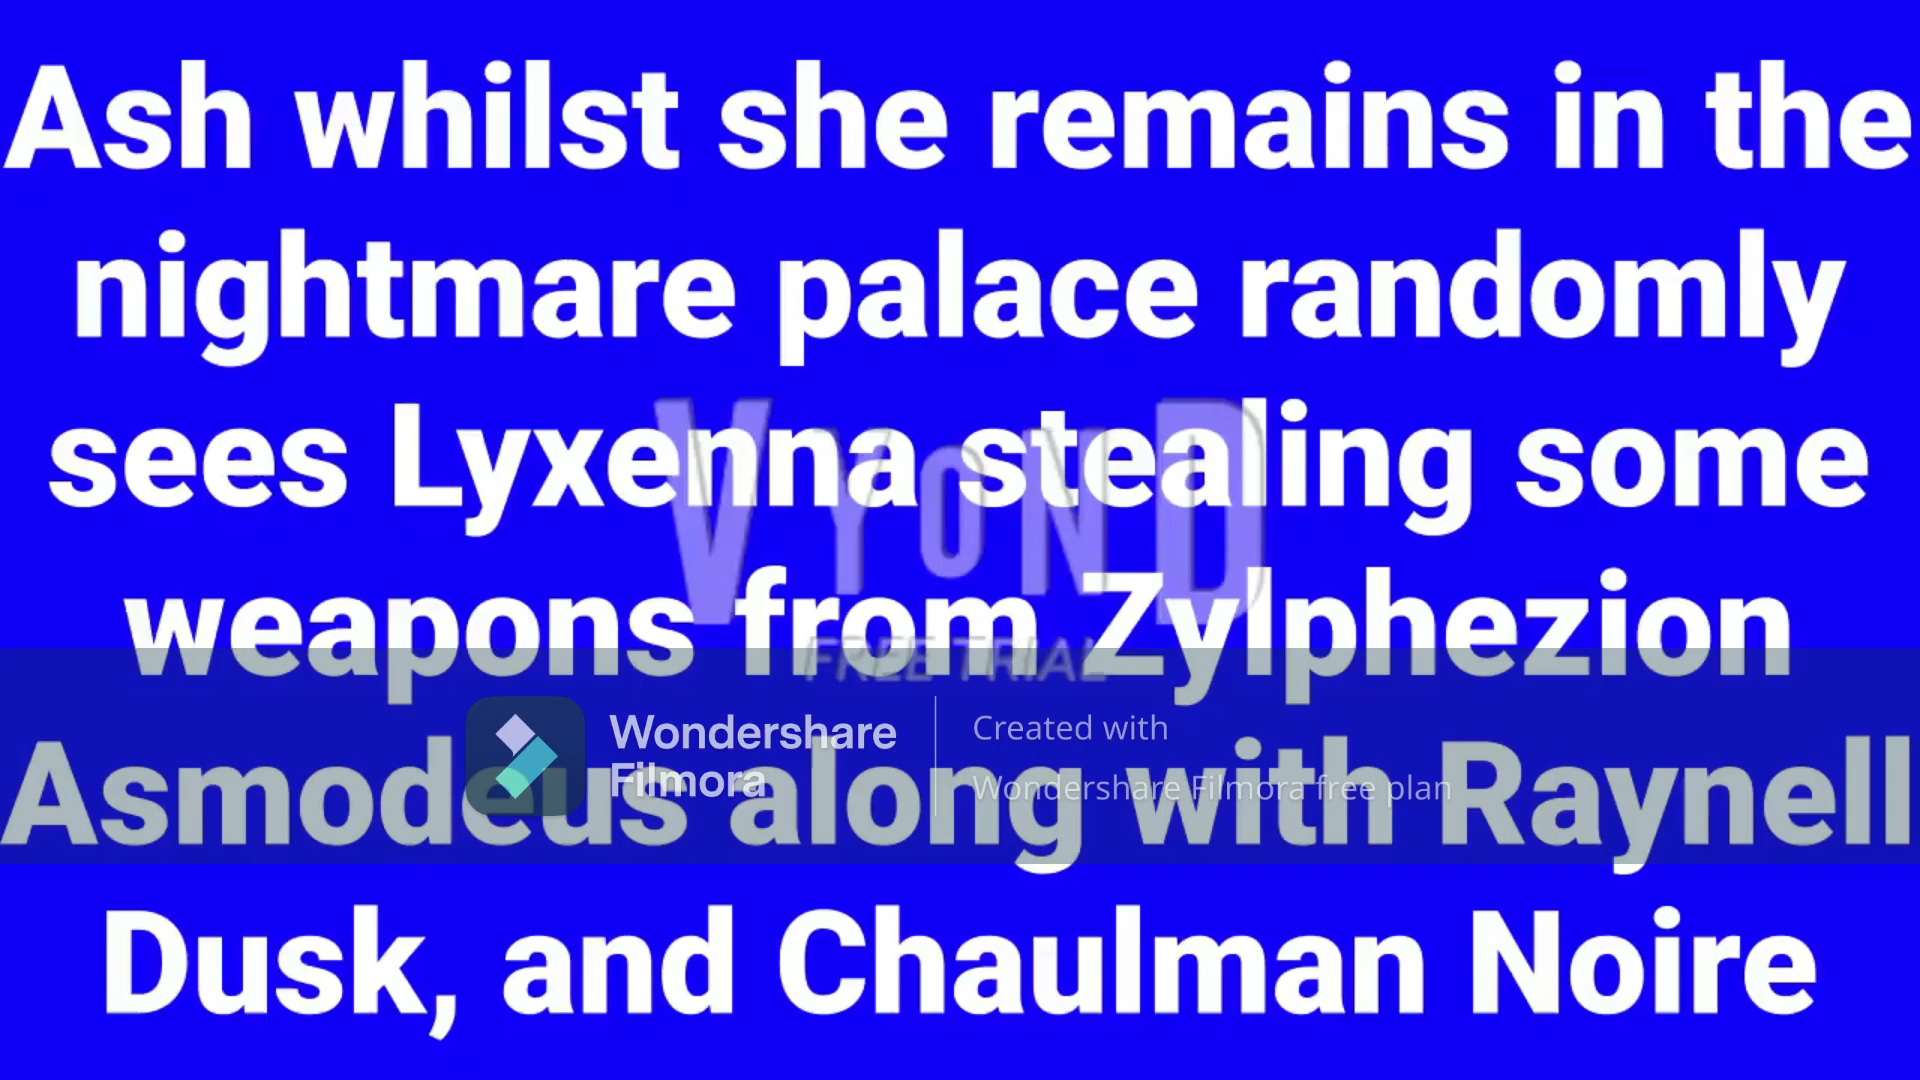 Ash whilst she remains in the
nightmare palace randomly
sees Lyxenna stealing some
VYOND
weapons from Zylphezion
FREE TRIAL
Wondershare
Filmora
Created with
Wondershare Filmora free plan
Asmodeus along with Raynell
Dusk, and Chaulman Noire